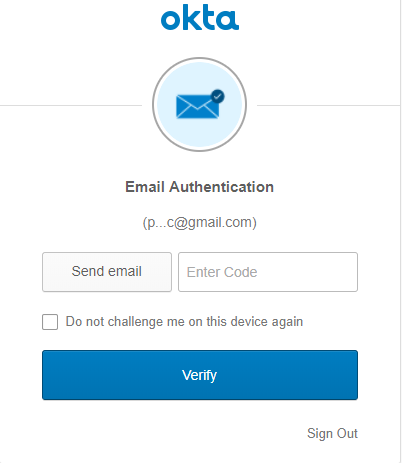 okta
Email Authentication
(p...c@gmail.com)
Send email Enter Code
Do not challenge me on this device again
Verify
Sign Out